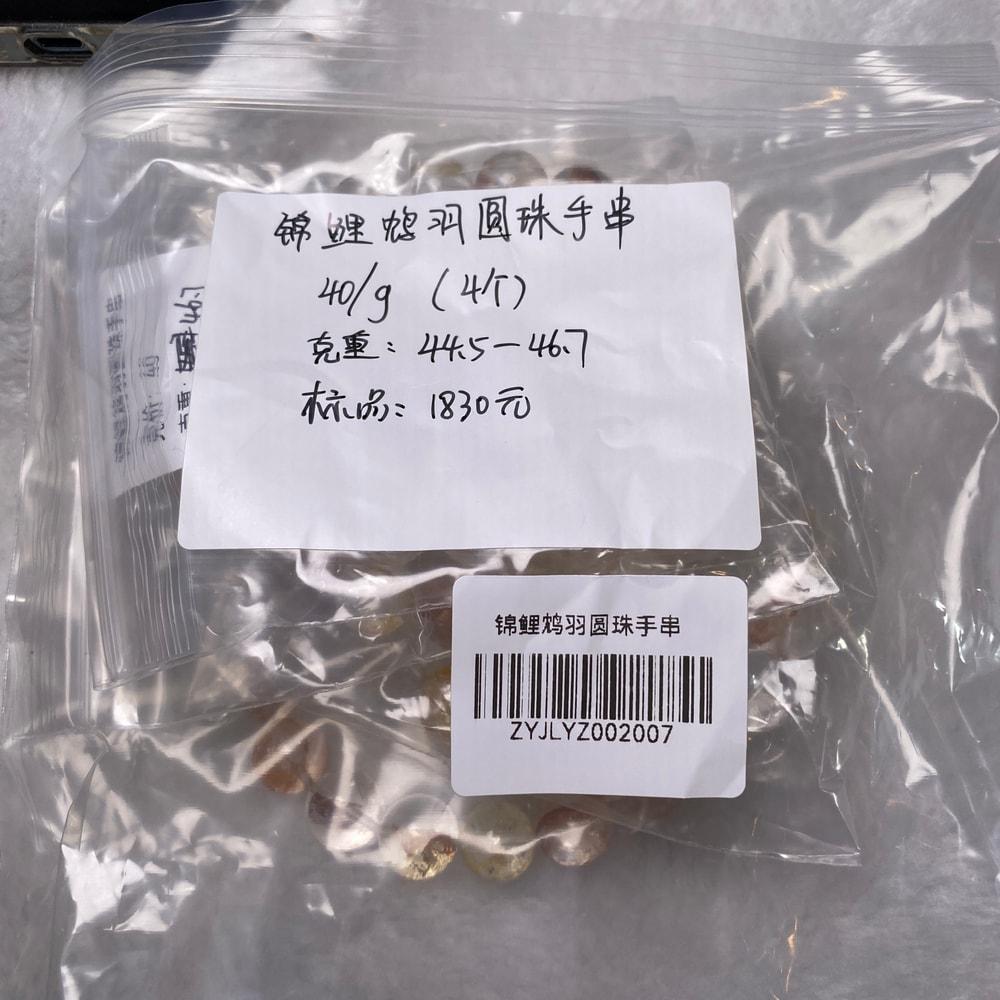 锦鲤鸩羽圆珠手串
40/g (4个)
克重: 44.5-46.7
标品: 1830元
锦鲤鸩羽圆珠手串
ZYJLYZ002007